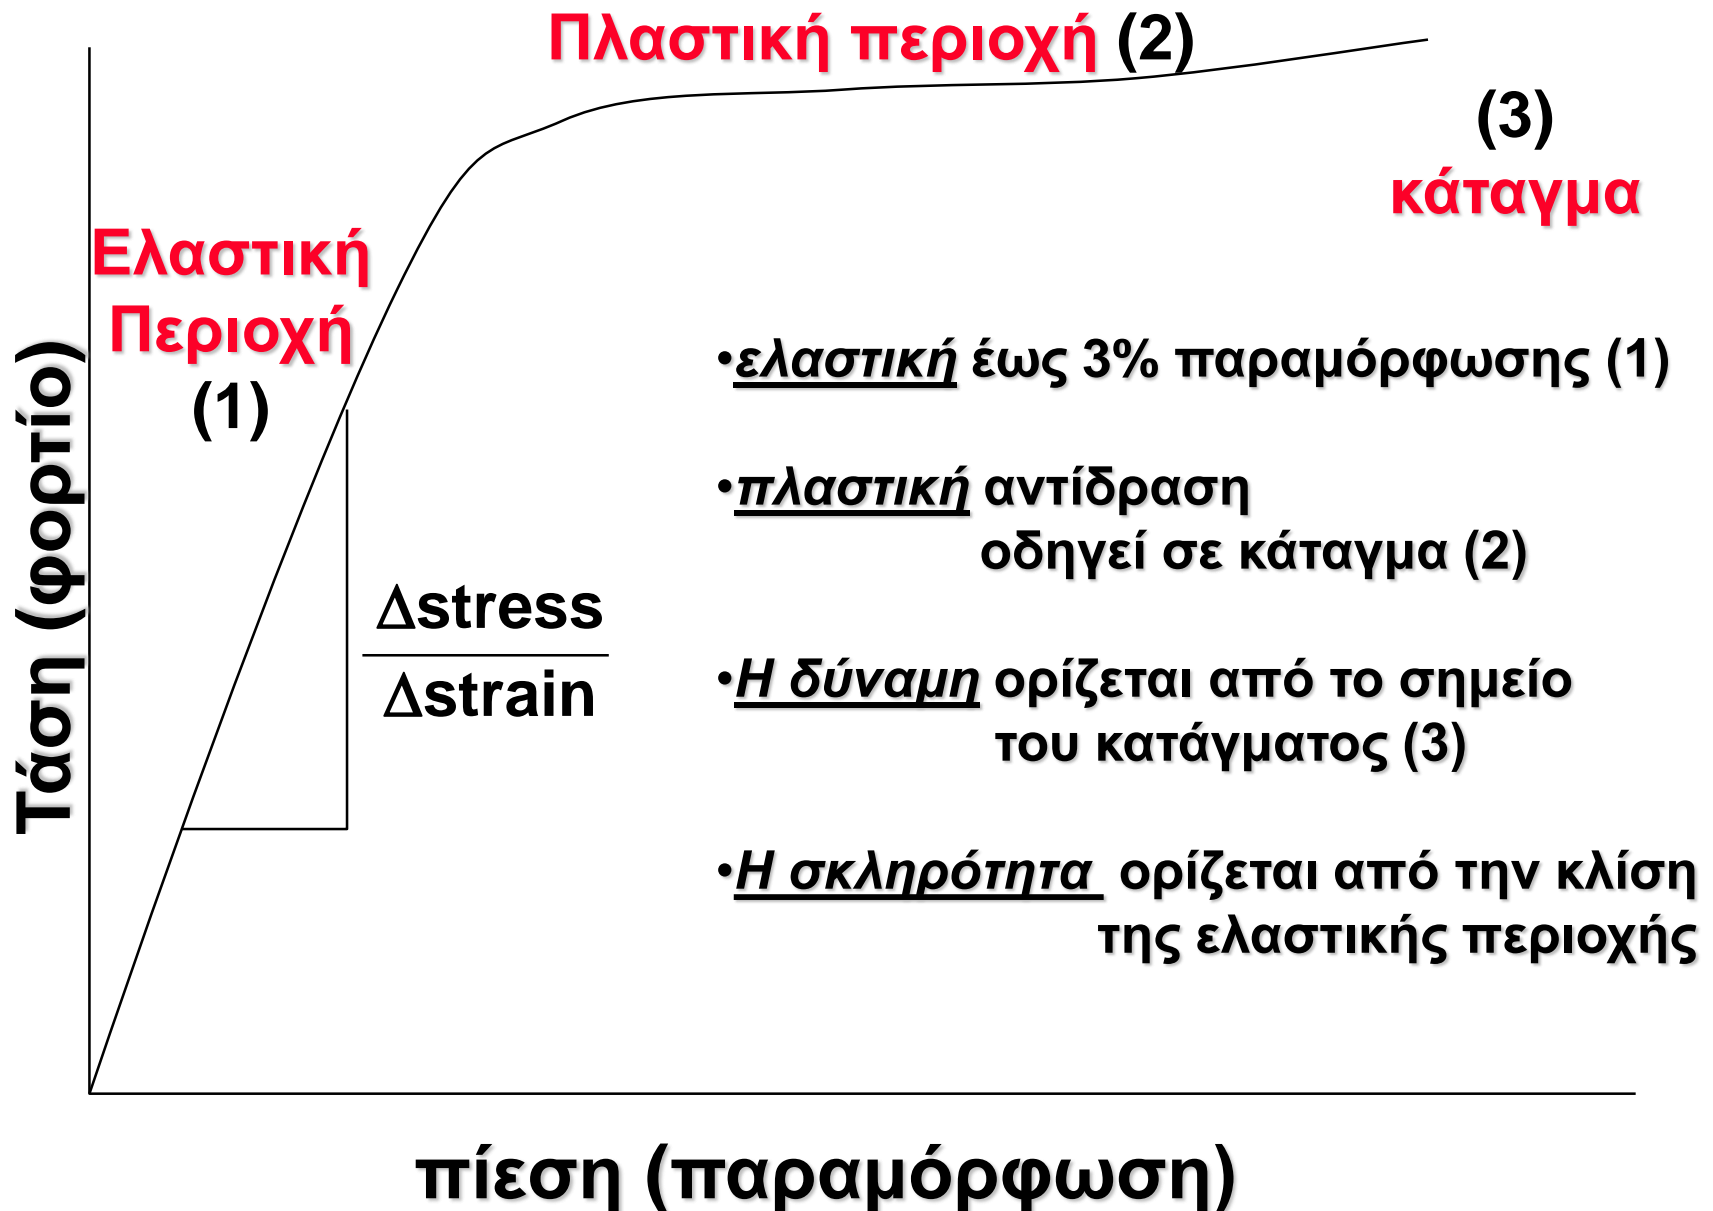 Πλαστική περιοχή (2)
(3)
κάταγμα
Ελαστική
Περιοχή
(1)
Τάση (φορτίο)
•ελαστική έως 3% παραμόρφωσης (1)
•πλαστική αντίδραση
οδηγεί σε κάταγμα (2)
Δstress
Δstrain
•Η δύναμη ορίζεται από το σημείο
του κατάγματος (3)
•Η σκληρότητα ορίζεται από την κλίση
της ελαστικής περιοχής
πίεση (παραμόρφωση)